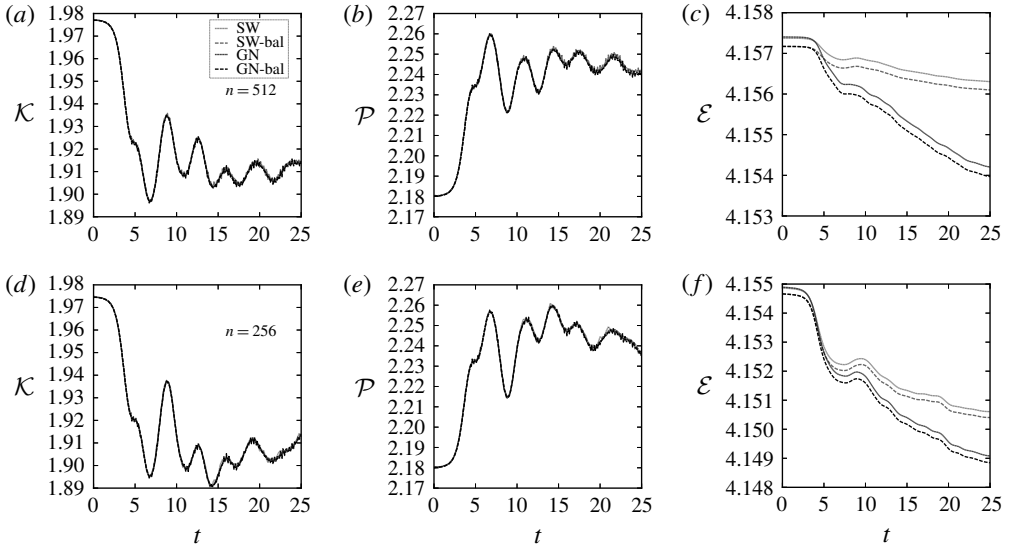 (a) 1.98
1.97
1.96
1.95
1.94
1.93
1.92
1.91
1.90
1.89
K
SW
SW-bal
GN
GN-bal
n = 512
0 5 10 15 20 25
(b) 2.27
2.26
2.25
2.24
2.23
2.22
2.21
2.20
2.19
2.18
2.17
P
0 5 10 15 20 25
(c) 4.158
4.157
4.156
4.155
4.154
4.153
E
0 5 10 15 20 25
(d) 1.98
1.97
1.96
1.95
1.94
1.93
1.92
1.91
1.90
1.89
K
n = 256
0 5 10 15 20 25
t
(e) 2.27
2.26
2.25
2.24
2.23
2.22
2.21
2.20
2.19
2.18
2.17
P
0 5 10 15 20 25
t
(f) 4.155
4.154
4.153
4.152
4.151
4.150
4.149
4.148
E
0 5 10 15 20 25
t